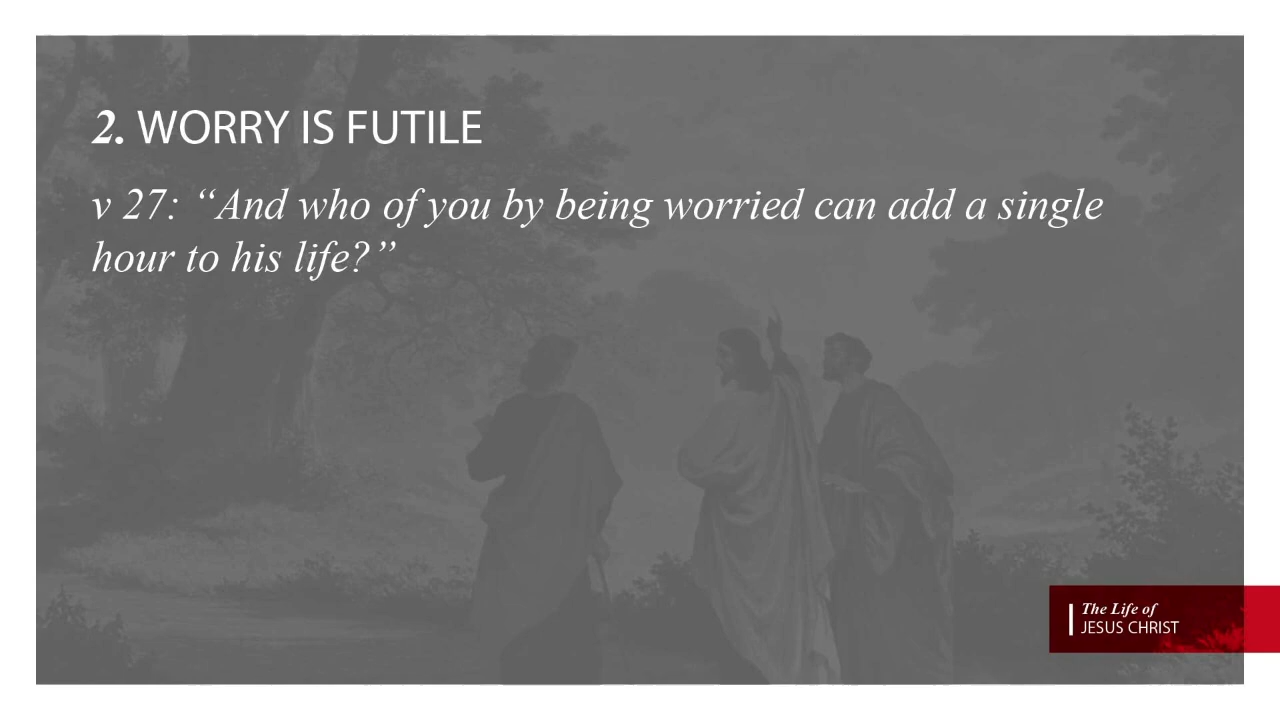 2. WORRY IS FUTILE
v 27: “And who of you by being worried can add a single
hour to his life?”
The Life of
JESUS CHRIST